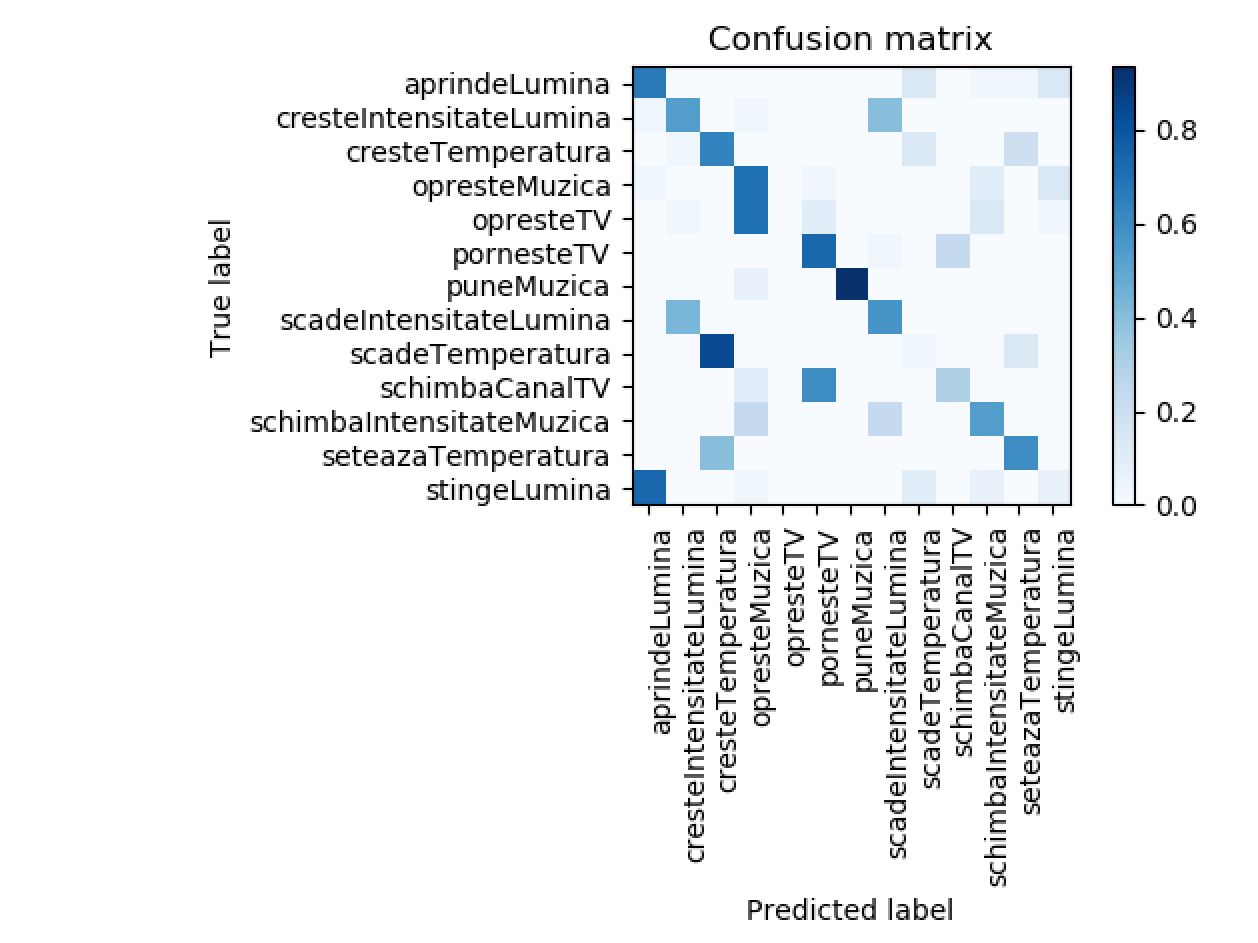 Confusion matrix
True label
aprindeLumina
cresteIntensitateLumina
cresteTemperatura
opresteMuzica
opresteTV
pornesteTV
puneMuzica
scadeIntensitateLumina
scadeTemperatura
schimbaCanalTV
schimbaIntensitateMuzica
seteazaTemperatura
stingeLumina
0.8
0.6
0.4
0.2
0.0
aprindeLumina
cresteIntensitateLumina
cresteTemperatura
opresteMuzica
opresteTV
pornesteTV
puneMuzica
scadeIntensitateLumina
scadeTemperatura
schimbaCanalTV
schimbaIntensitateMuzica
seteazaTemperatura
stingeLumina
Predicted label